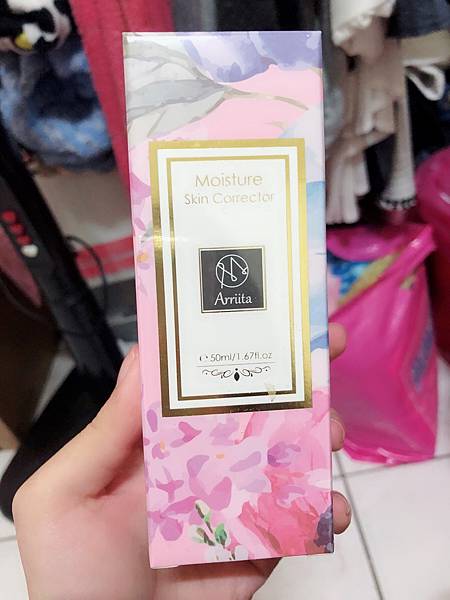 Moisture
Skin Corrector
Arriita
℮ 50ml/1.67fl.oz